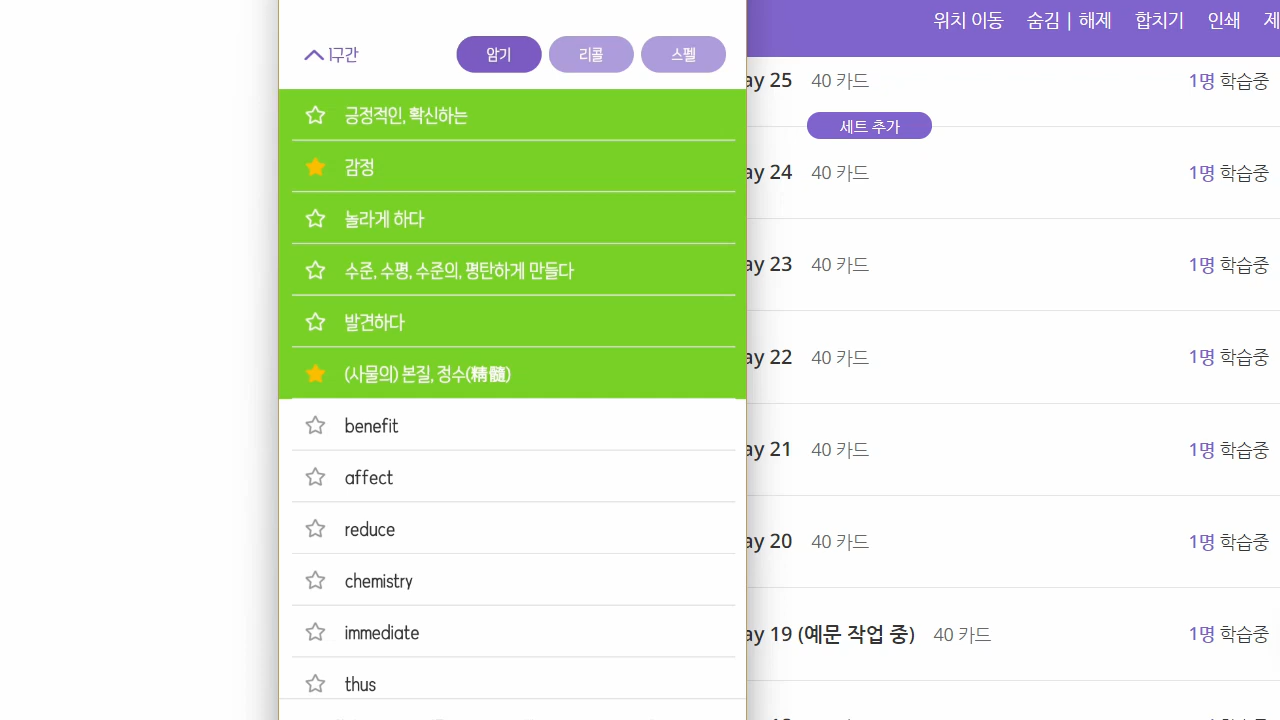 1구간
암기 리콜 스펠
긍정적인, 확신하는
감정
놀라게 하다
수준, 수평, 수준의, 평탄하게 만들다
발견하다
(사물의) 본질, 정수(精髓)
benefit
affect
reduce
chemistry
immediate
thus
위치 이동 숨김 | 해제 합치기 인쇄 제
ay 25 40 카드 1명 학습중
세트 추가
ay 24 40 카드 1명 학습중
ay 23 40 카드 1명 학습중
ay 22 40 카드 1명 학습중
ay 21 40 카드 1명 학습중
ay 20 40 카드 1명 학습중
ay 19 (예문 작업 중) 40 카드 1명 학습중